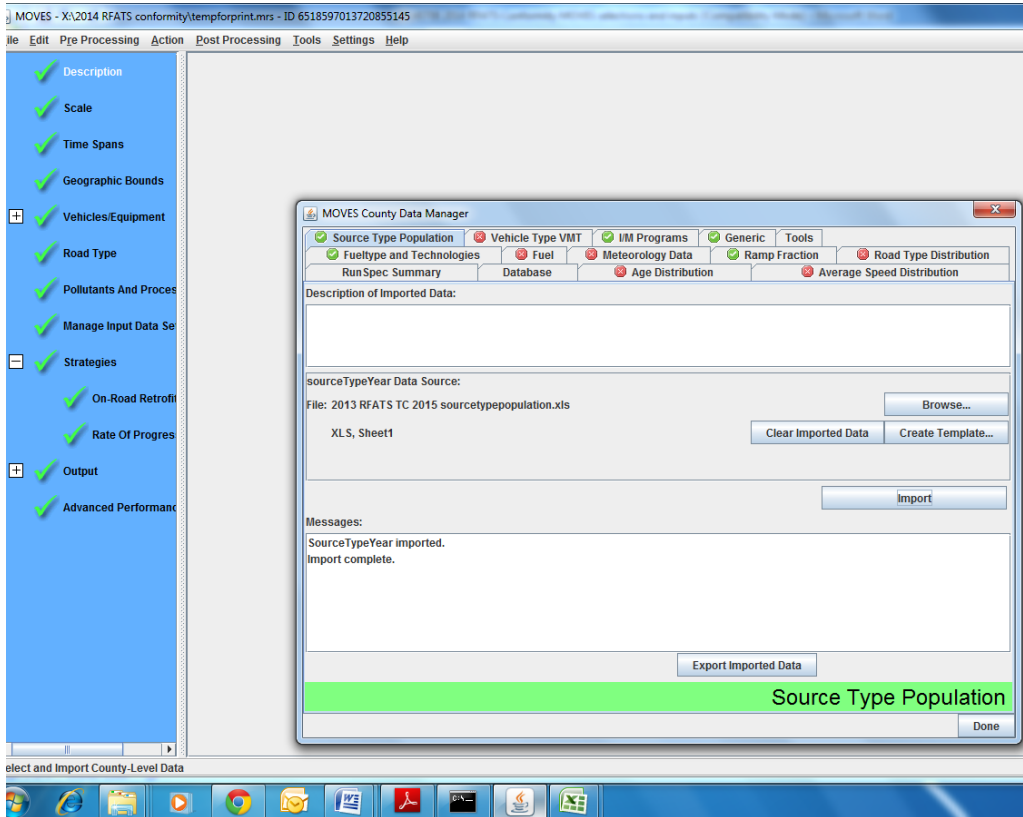 MOVES - X:\2014 RFATS conformity\tempforprint.mrs - ID 6518597013720855145
ile Edit Pre Processing Action Post Processing Tools Settings Help
Description
Scale
Time Spans
Geographic Bounds
Vehicles/Equipment
Road Type
Pollutants And Proces
Manage Input Data Se
Strategies
On-Road Retrofit
Rate Of Progres
Output
Advanced Performanc
MOVES County Data Manager
Source Type Population Vehicle Type VMT I/M Programs Generic Tools
Fueltype and Technologies Fuel Meteorology Data Ramp Fraction Road Type Distribution
RunSpec Summary Database Age Distribution Average Speed Distribution
Description of Imported Data:
sourceTypeYear Data Source:
File: 2013 RFATS TC 2015 sourcetypepopulation.xls Browse...
XLS, Sheet1 Clear Imported Data Create Template...
Import
Messages:
SourceTypeYear imported.
Import complete.
Export Imported Data
Source Type Population
Done
elect and Import County-Level Data